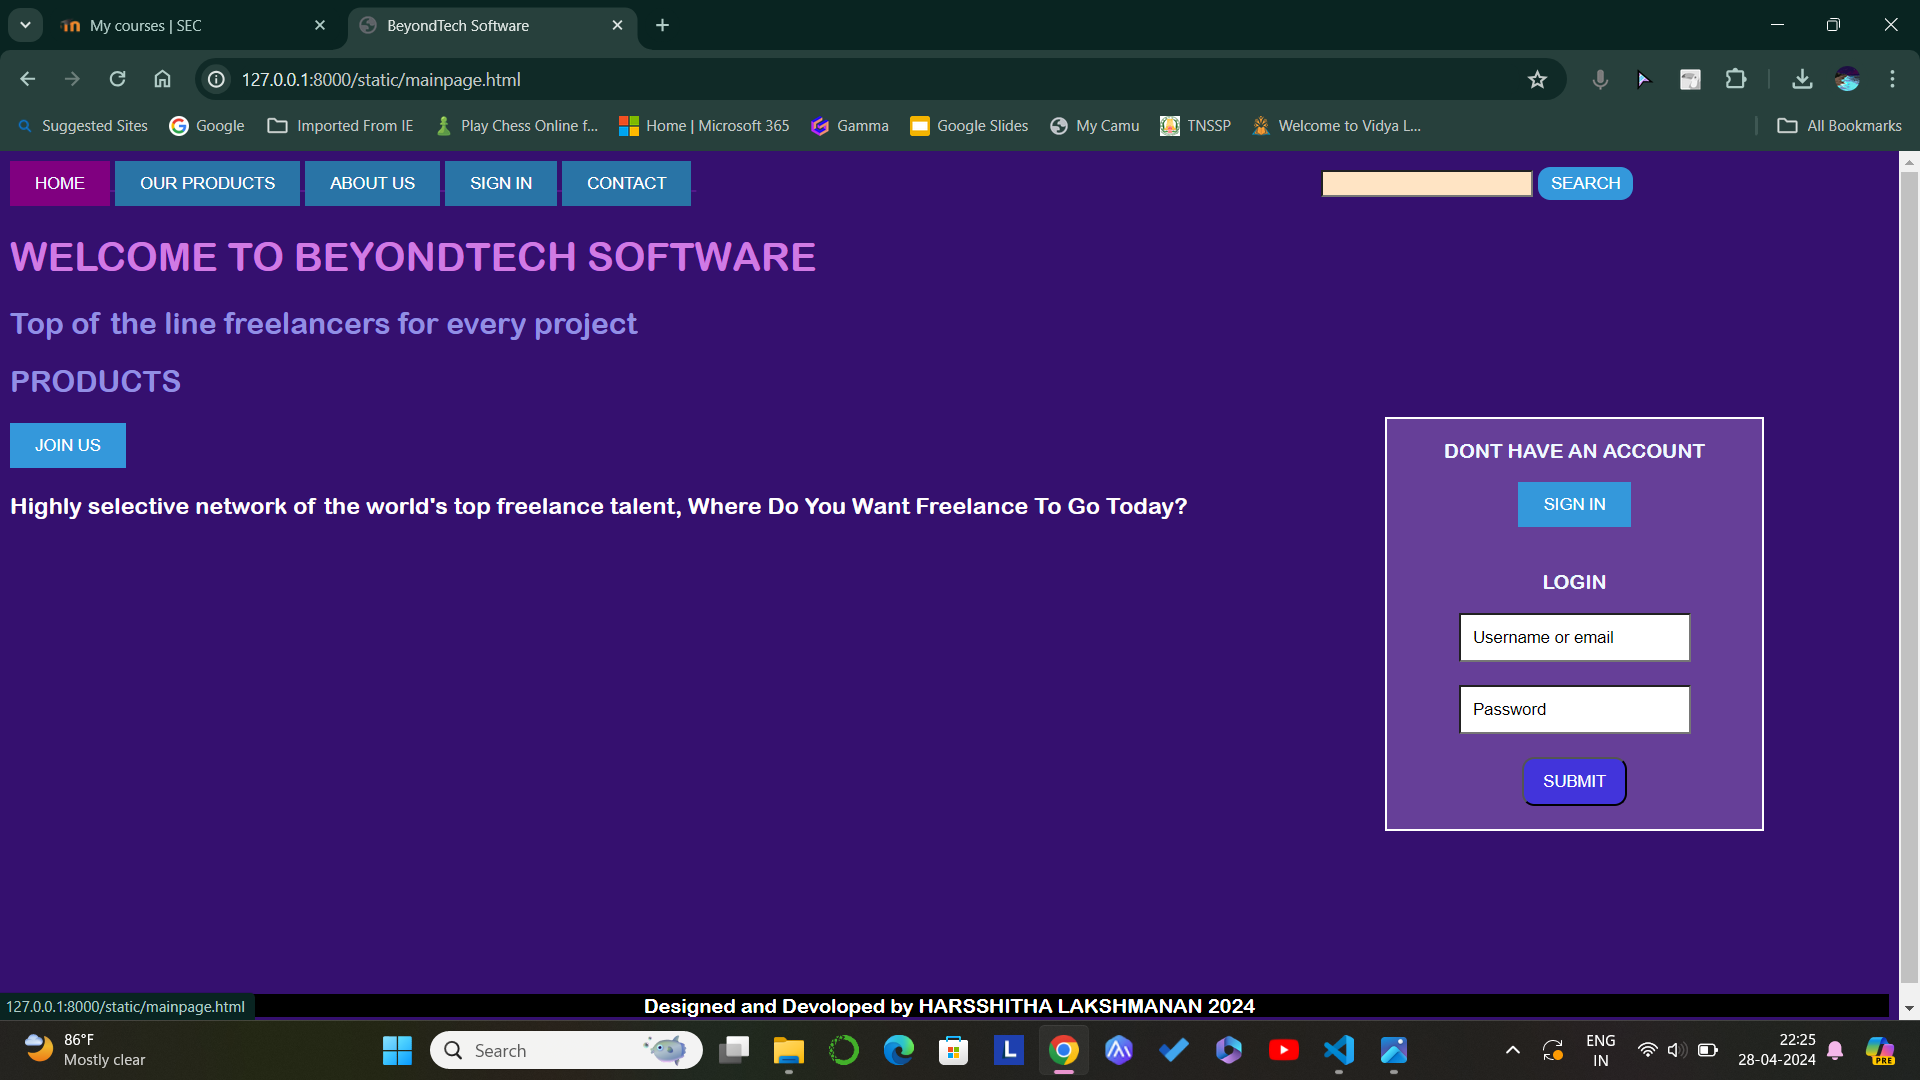 My courses | SEC
BeyondTech Software
127.0.0.1:8000/static/mainpage.html
Suggested Sites
Google
Imported From IE
Play Chess Online f...
Home | Microsoft 365
Gamma
Google Slides
My Camu
TNSSP
Welcome to Vidya L...
All Bookmarks
HOME
OUR PRODUCTS
ABOUT US
SIGN IN
CONTACT
SEARCH
WELCOME TO BEYONDTECH SOFTWARE
Top of the line freelancers for every project
PRODUCTS
JOIN US
Highly selective network of the world's top freelance talent, Where Do You Want Freelance To Go Today?
DONT HAVE AN ACCOUNT
SIGN IN
LOGIN
Username or email
Password
SUBMIT
127.0.0.1:8000/static/mainpage.html
Designed and Devoloped by HARSSHITHA LAKSHMANAN 2024
86°F
Mostly clear
Search
L
ENG
IN
22:25
28-04-2024
PRE